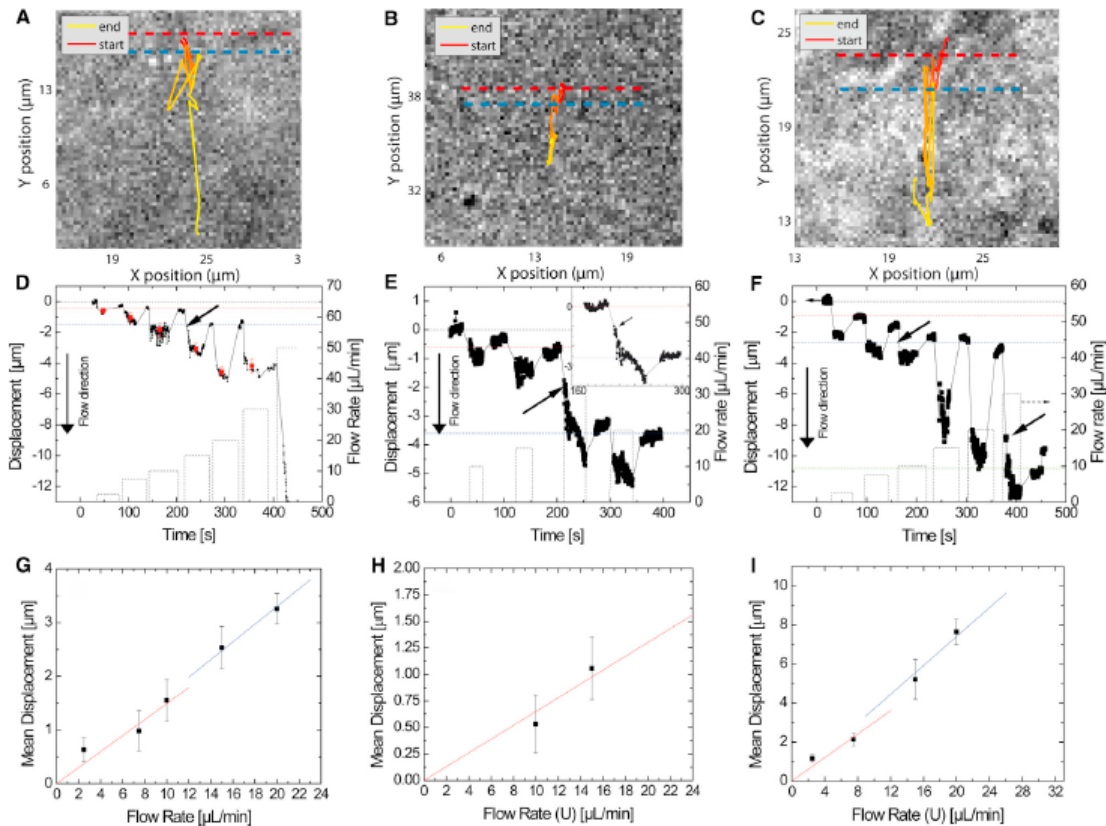 A
end
start
Y position (µm)
13
6
19
11
3
X position (µm)
B
end
start
Y position (µm)
38
32
6
14
19
X position (µm)
C
end
start
Y position (µm)
25
19
13
13
19
25
X position (µm)
D
Displacement [µm]
0
-2
-4
-6
-8
-10
-12
Flow direction
0
100
200
300
400
500
Time [s]
70
60
50
40
30
20
10
0
Flow Rate [µL/min]
E
Displacement [µm]
1
0
-1
-2
-3
-4
-5
-6
Flow direction
0
-3
160
300
0
100
200
300
400
500
Time [s]
60
50
40
30
20
10
0
Flow rate [µL/min]
F
Displacement [µm]
0
-2
-4
-6
-8
-10
-12
Flow direction
0
100
200
300
400
500
Time [s]
60
50
40
30
20
10
0
Flow rate [µL/min]
G
Mean Displacement [µm]
4
3
2
1
0
0 2 4 6 8 10 12 14 16 18 20 22 24
Flow Rate [µL/min]
H
Mean Displacement [µm]
2.00
1.75
1.50
1.25
1.00
0.75
0.50
0.25
0.00
0 2 4 6 8 10 12 14 16 18 20 22 24
Flow Rate (U) [µL/min]
I
Mean Displacement [µm]
10
8
6
4
2
0
0 4 8 12 16 20 24 28 32
Flow Rate (U) [µL/min]